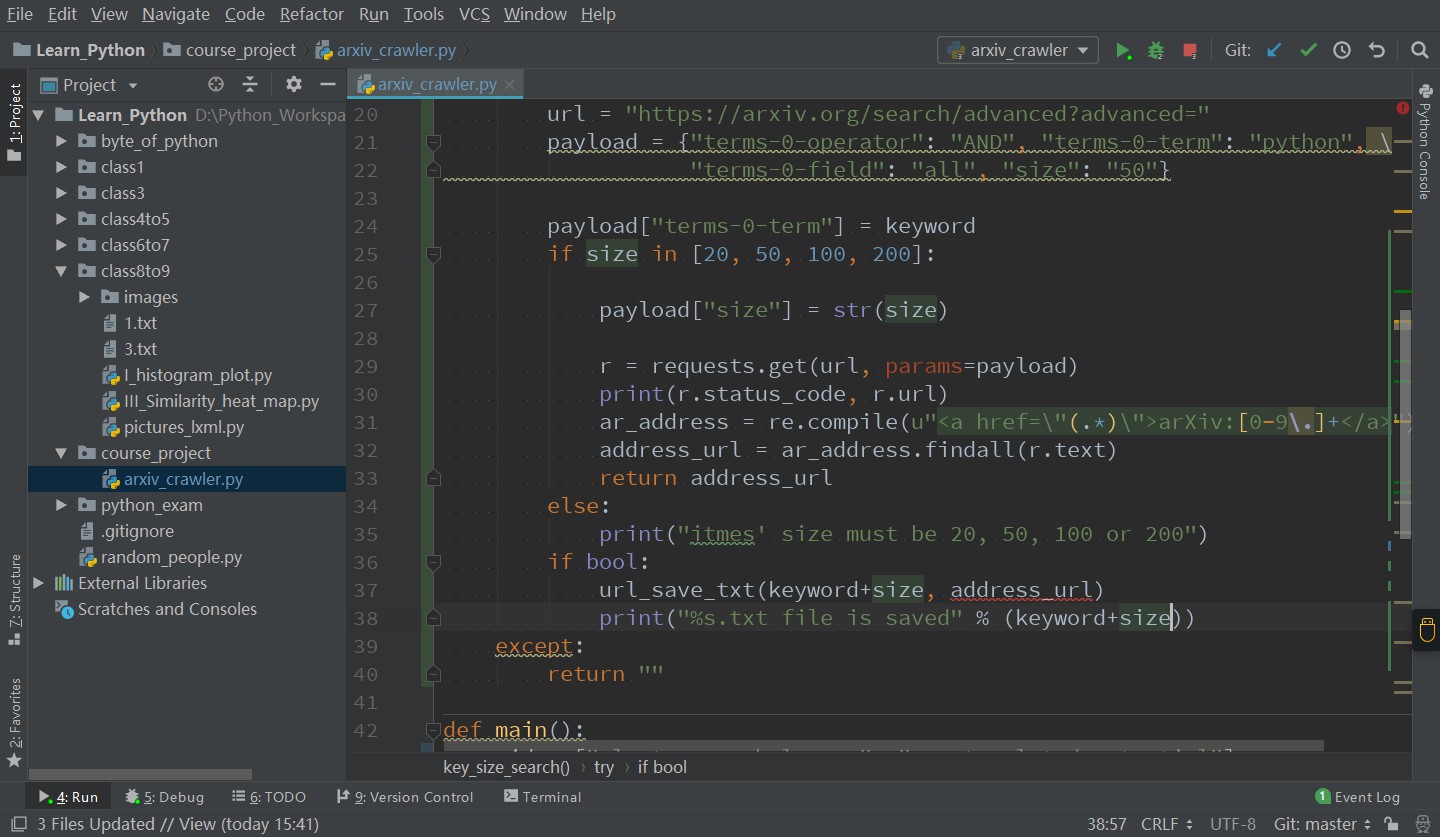 File Edit View Navigate Code Refactor Run Tools VCS Window Help
Learn_Python course_project arxiv_crawler.py arxiv_crawler Git:
1: Project
Project
arxiv_crawler.py
Learn_Python D:\Python_Workspa
byte_of_python
class1
class3
class4to5
class6to7
class8to9
images
1.txt
3.txt
I_histogram_plot.py
III_Similarity_heat_map.py
pictures_lxml.py
course_project
arxiv_crawler.py
python_exam
.gitignore
random_people.py
External Libraries
Scratches and Consoles
7: Structure
2: Favorites
20 url = "https://arxiv.org/search/advanced?advanced="
21 payload = {"terms-0-operator": "AND", "terms-0-term": "python", \
22 "terms-0-field": "all", "size": "50"}
23
24 payload["terms-0-term"] = keyword
25 if size in [20, 50, 100, 200]:
26
27 payload["size"] = str(size)
28
29 r = requests.get(url, params=payload)
30 print(r.status_code, r.url)
31 ar_address = re.compile(u"<a href=\"(.*)\">arXiv:[0-9\.]+</a>")
32 address_url = ar_address.findall(r.text)
33 return address_url
34 else:
35 print("itmes' size must be 20, 50, 100 or 200")
36 if bool:
37 url_save_txt(keyword+size, address_url)
38 print("%s.txt file is saved" % (keyword+size))
39 except:
40 return ""
41
42 def main():
key_size_search() › try › if bool
Python Console
4: Run 5: Debug 6: TODO 9: Version Control Terminal 1 Event Log
3 Files Updated // View (today 15:41) 38:57 CRLF UTF-8 Git: master